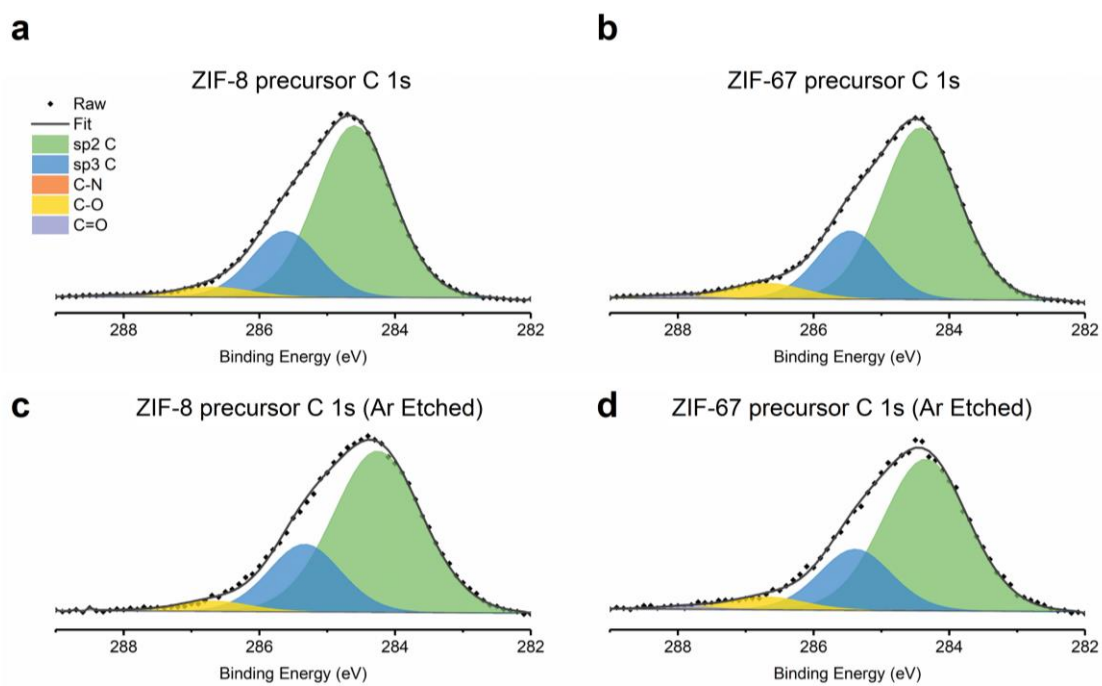 a
ZIF-8 precursor C 1s
Raw
Fit
sp2 C
sp3 C
C-N
C-O
C=O
288
286
284
282
Binding Energy (eV)
b
ZIF-67 precursor C 1s
288
286
284
282
Binding Energy (eV)
c
ZIF-8 precursor C 1s (Ar Etched)
288
286
284
282
Binding Energy (eV)
d
ZIF-67 precursor C 1s (Ar Etched)
288
286
284
282
Binding Energy (eV)